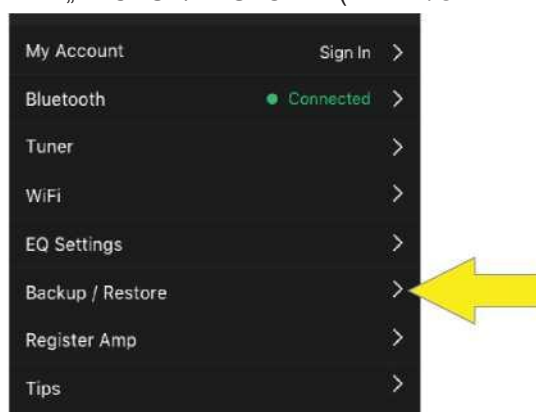 My Account Sign In >
Bluetooth ● Connected >
Tuner >
WiFi >
EQ Settings >
Backup / Restore >
Register Amp >
Tips >